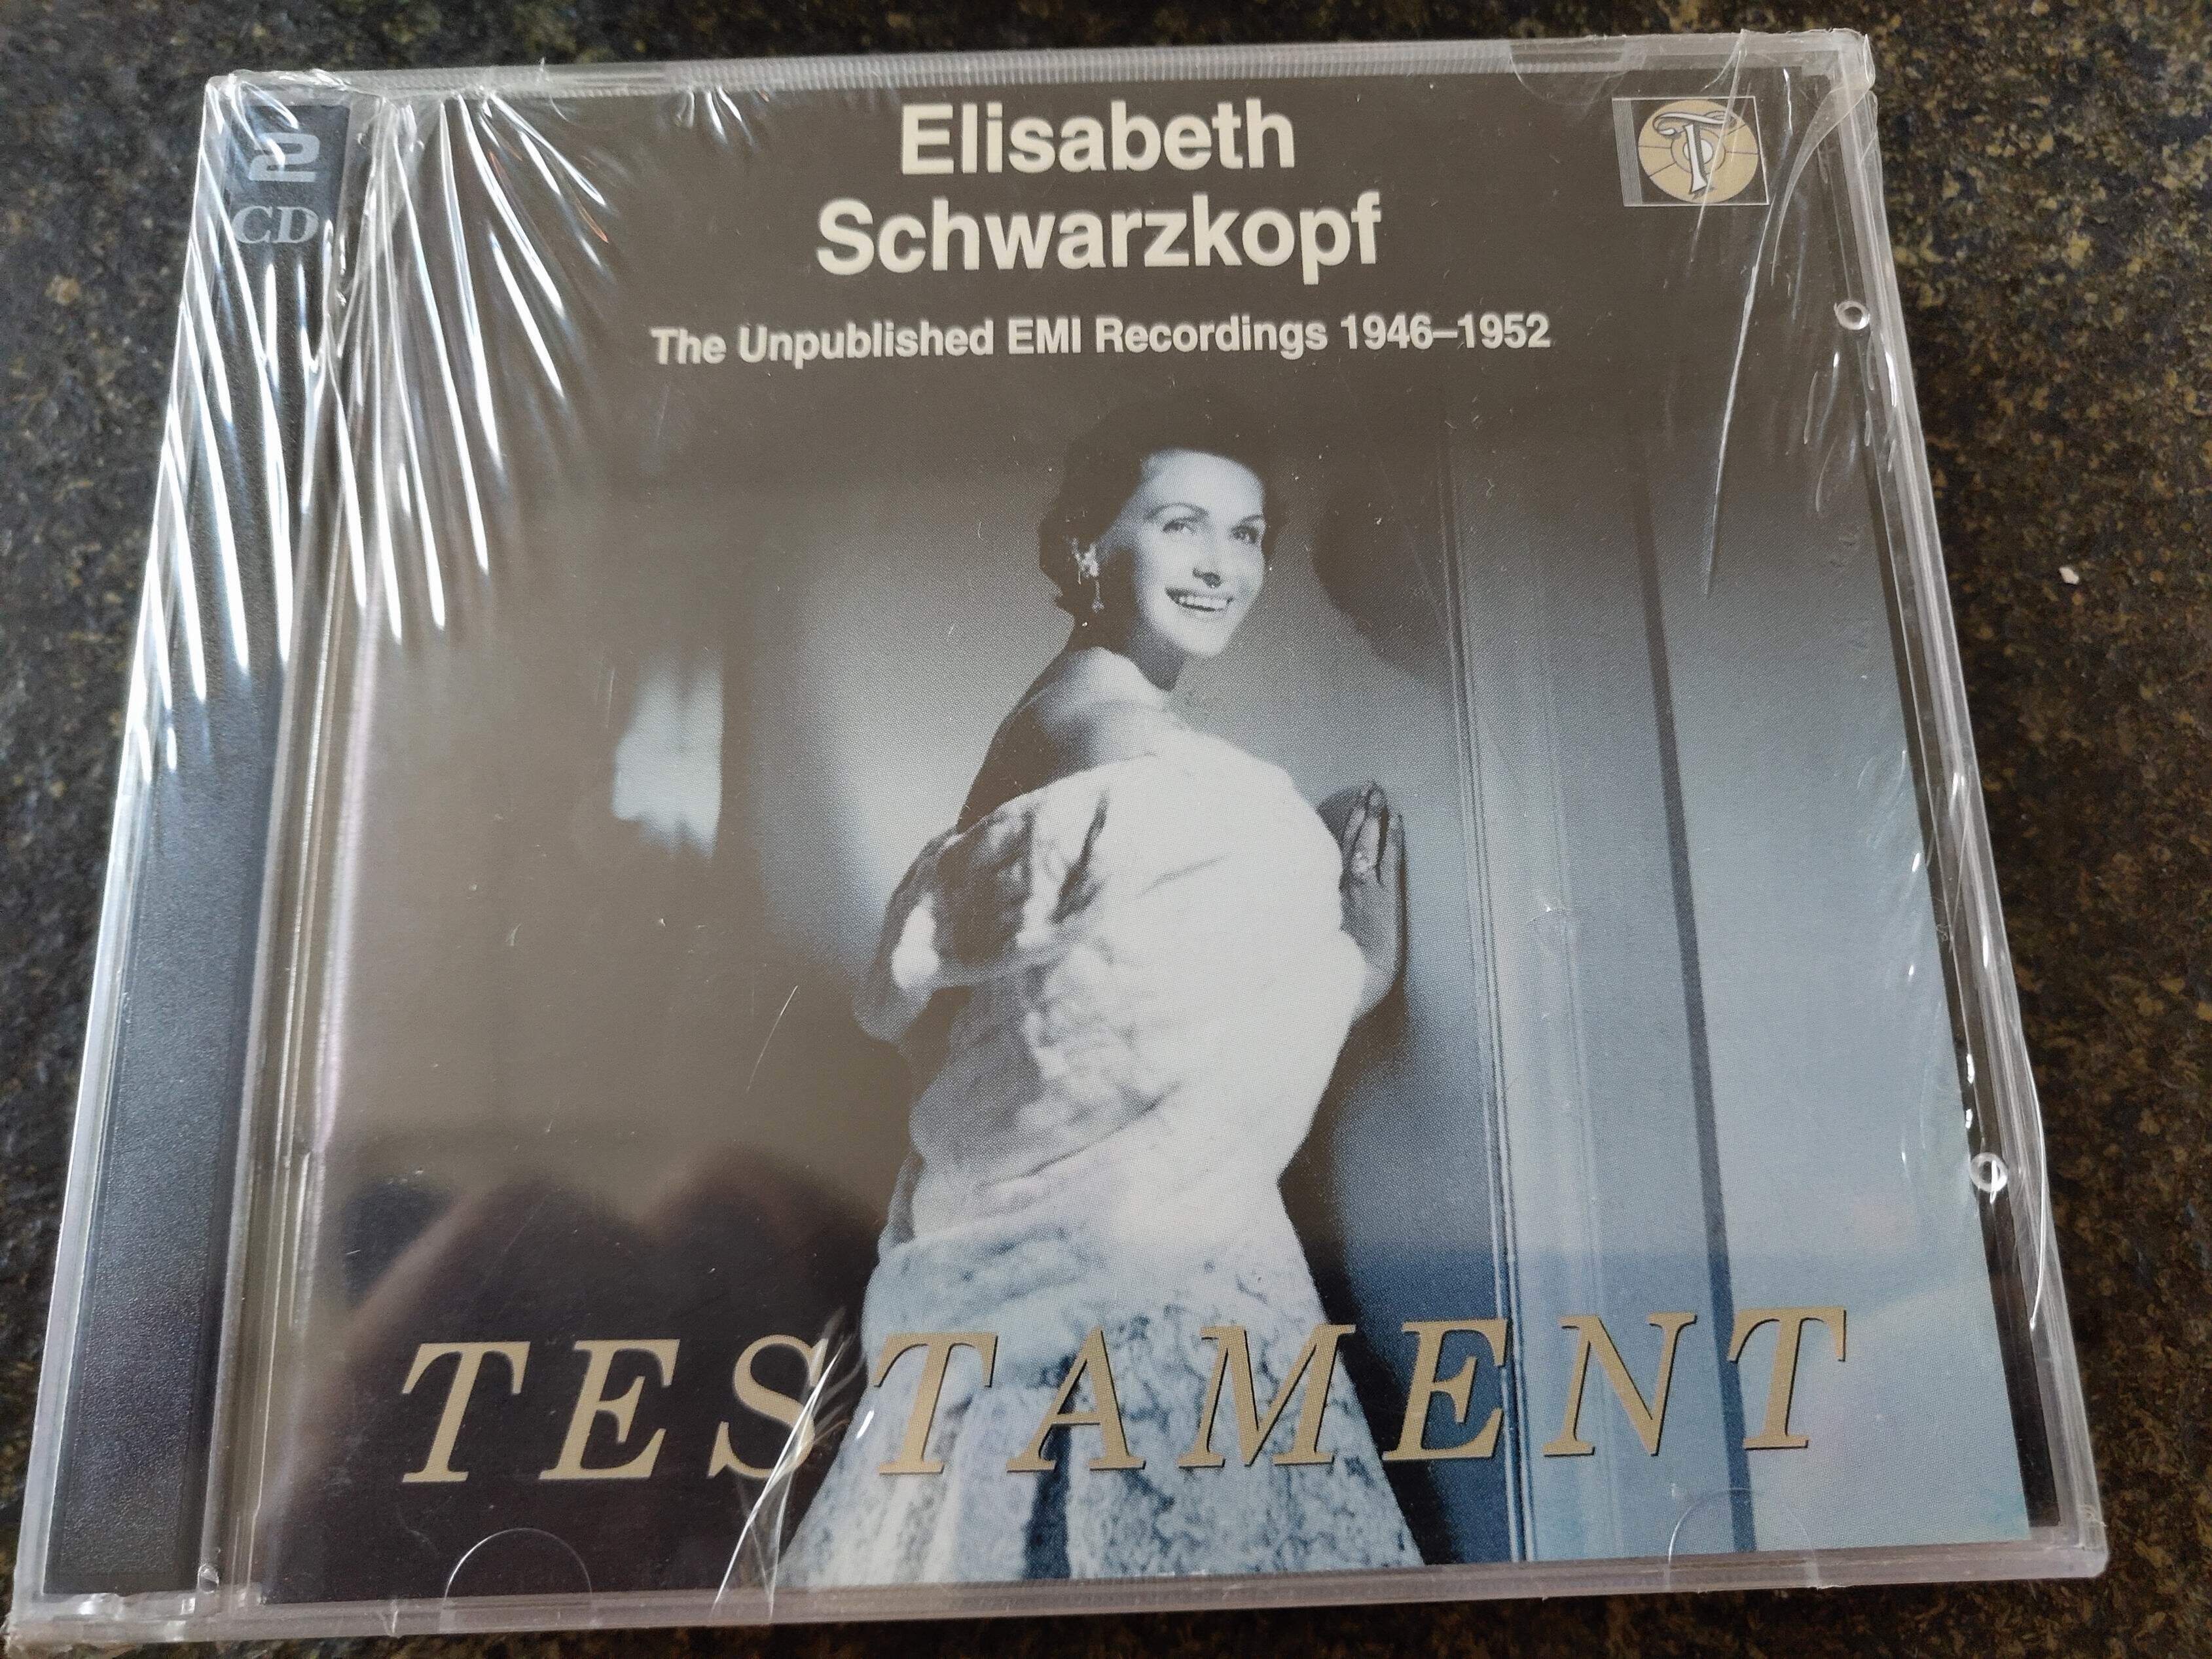 2
CD
Elisabeth
Schwarzkopf
The Unpublished EMI Recordings 1946–1952
T
TESTAMENT